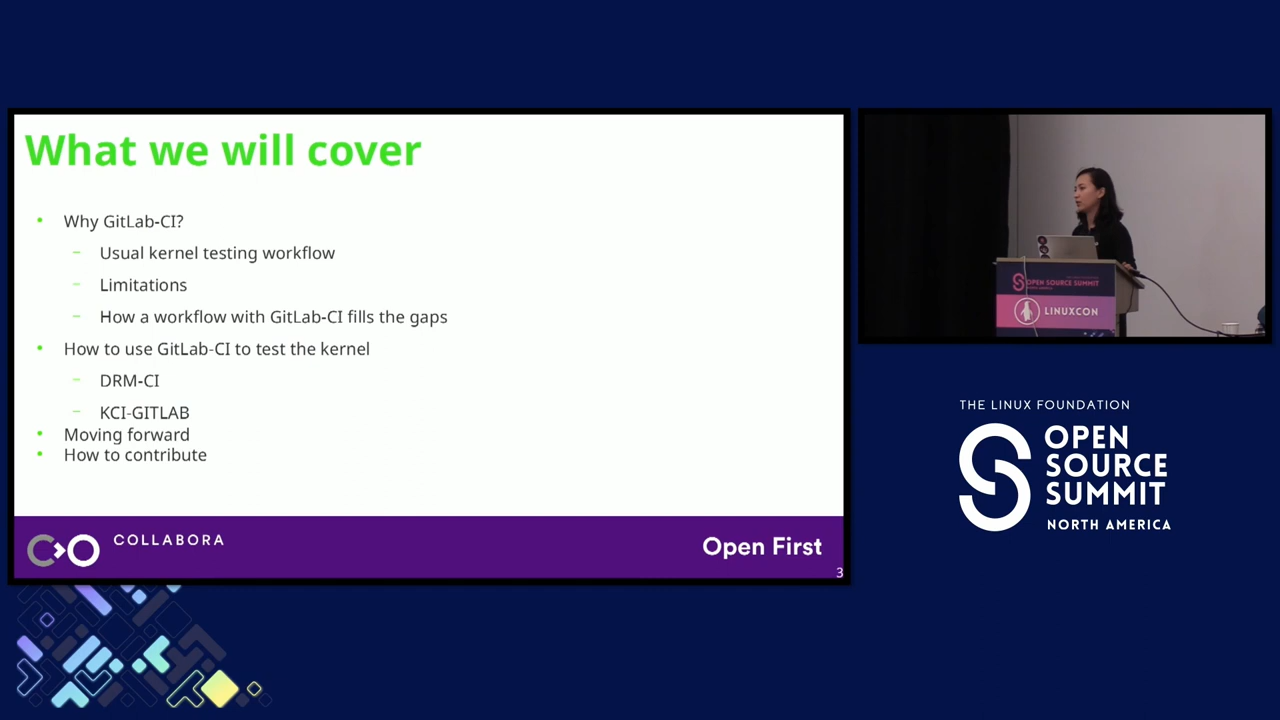 What we will cover
• Why GitLab-CI?
– Usual kernel testing workflow
– Limitations
– How a workflow with GitLab-CI fills the gaps
• How to use GitLab-CI to test the kernel
– DRM-CI
– KCI-GITLAB
• Moving forward
• How to contribute
COLLABORA
Open First
3
OPEN SOURCE SUMMIT
LINUXCON
THE LINUX FOUNDATION
OPEN
SOURCE
SUMMIT
NORTH AMERICA